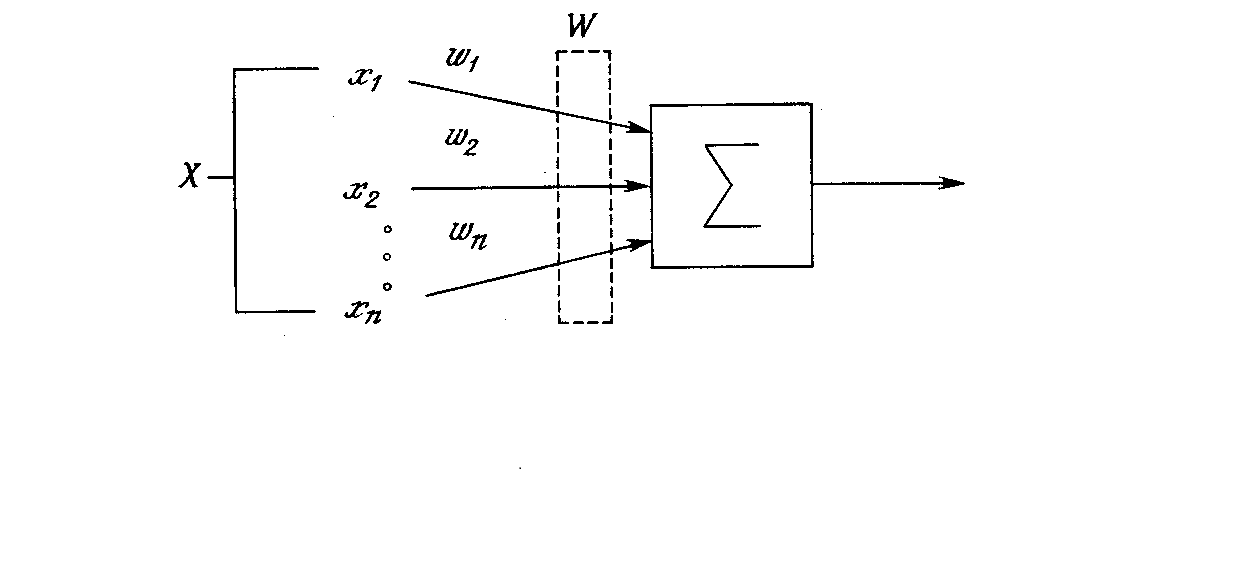 W
w₁
x₁
w₂
X
x₂
Σ
wₙ
xₙ